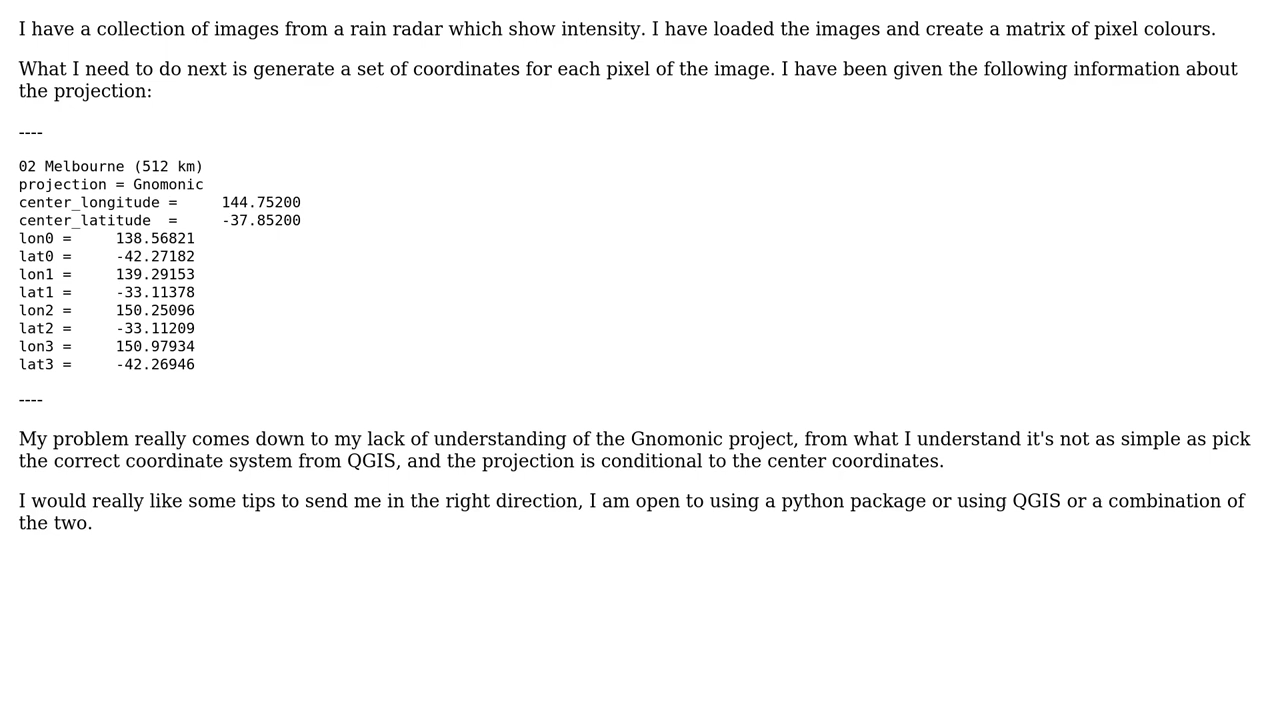 I have a collection of images from a rain radar which show intensity. I have loaded the images and create a matrix of pixel colours.
What I need to do next is generate a set of coordinates for each pixel of the image. I have been given the following information about
the projection:
----
02 Melbourne (512 km)
projection = Gnomonic
center_longitude =     144.75200
center_latitude  =     -37.85200
lon0 =     138.56821
lat0 =     -42.27182
lon1 =     139.29153
lat1 =     -33.11378
lon2 =     150.25096
lat2 =     -33.11209
lon3 =     150.97934
lat3 =     -42.26946
----
My problem really comes down to my lack of understanding of the Gnomonic project, from what I understand it's not as simple as pick
the correct coordinate system from QGIS, and the projection is conditional to the center coordinates.
I would really like some tips to send me in the right direction, I am open to using a python package or using QGIS or a combination of
the two.